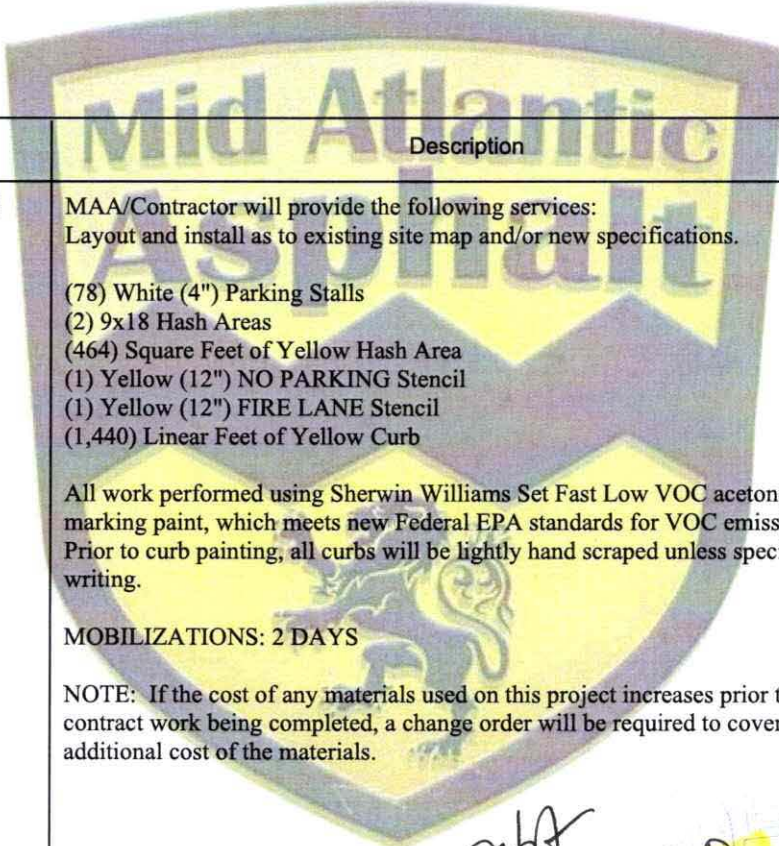 Mid Atlantic
Asphalt
Description
MAA/Contractor will provide the following services:
Layout and install as to existing site map and/or new specifications.
(78) White (4") Parking Stalls
(2) 9x18 Hash Areas
(464) Square Feet of Yellow Hash Area
(1) Yellow (12") NO PARKING Stencil
(1) Yellow (12") FIRE LANE Stencil
(1,440) Linear Feet of Yellow Curb
All work performed using Sherwin Williams Set Fast Low VOC aceton
marking paint, which meets new Federal EPA standards for VOC emiss
Prior to curb painting, all curbs will be lightly hand scraped unless spec
writing.
MOBILIZATIONS: 2 DAYS
NOTE: If the cost of any materials used on this project increases prior t
contract work being completed, a change order will be required to cover
additional cost of the materials.